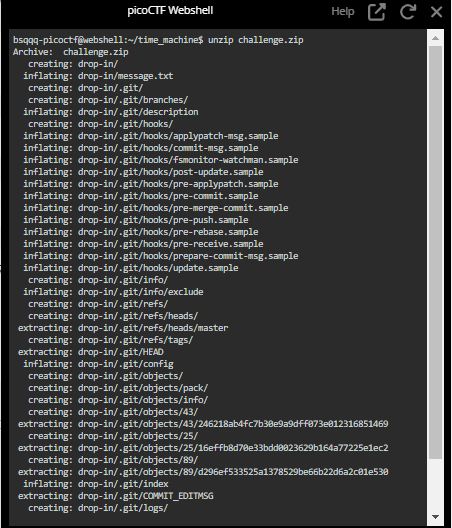 picoCTF Webshell
Help
bsqqq-picoctf@webshell:~/time_machine$ unzip challenge.zip
Archive:  challenge.zip
   creating: drop-in/
  inflating: drop-in/message.txt
   creating: drop-in/.git/
   creating: drop-in/.git/branches/
  inflating: drop-in/.git/description
   creating: drop-in/.git/hooks/
  inflating: drop-in/.git/hooks/applypatch-msg.sample
  inflating: drop-in/.git/hooks/commit-msg.sample
  inflating: drop-in/.git/hooks/fsmonitor-watchman.sample
  inflating: drop-in/.git/hooks/post-update.sample
  inflating: drop-in/.git/hooks/pre-applypatch.sample
  inflating: drop-in/.git/hooks/pre-commit.sample
  inflating: drop-in/.git/hooks/pre-merge-commit.sample
  inflating: drop-in/.git/hooks/pre-push.sample
  inflating: drop-in/.git/hooks/pre-rebase.sample
  inflating: drop-in/.git/hooks/pre-receive.sample
  inflating: drop-in/.git/hooks/prepare-commit-msg.sample
  inflating: drop-in/.git/hooks/update.sample
   creating: drop-in/.git/info/
  inflating: drop-in/.git/info/exclude
   creating: drop-in/.git/refs/
   creating: drop-in/.git/refs/heads/
 extracting: drop-in/.git/refs/heads/master
   creating: drop-in/.git/refs/tags/
 extracting: drop-in/.git/HEAD
  inflating: drop-in/.git/config
   creating: drop-in/.git/objects/
   creating: drop-in/.git/objects/pack/
   creating: drop-in/.git/objects/info/
   creating: drop-in/.git/objects/43/
 extracting: drop-in/.git/objects/43/246218ab4fc7b30e9a9dff073e012316851469
   creating: drop-in/.git/objects/25/
 extracting: drop-in/.git/objects/25/16effb8d70e33bdd0023629b164a77225e1ec2
   creating: drop-in/.git/objects/89/
 extracting: drop-in/.git/objects/89/d296ef533525a1378529be66b22d6a2c01e530
  inflating: drop-in/.git/index
 extracting: drop-in/.git/COMMIT_EDITMSG
   creating: drop-in/.git/logs/